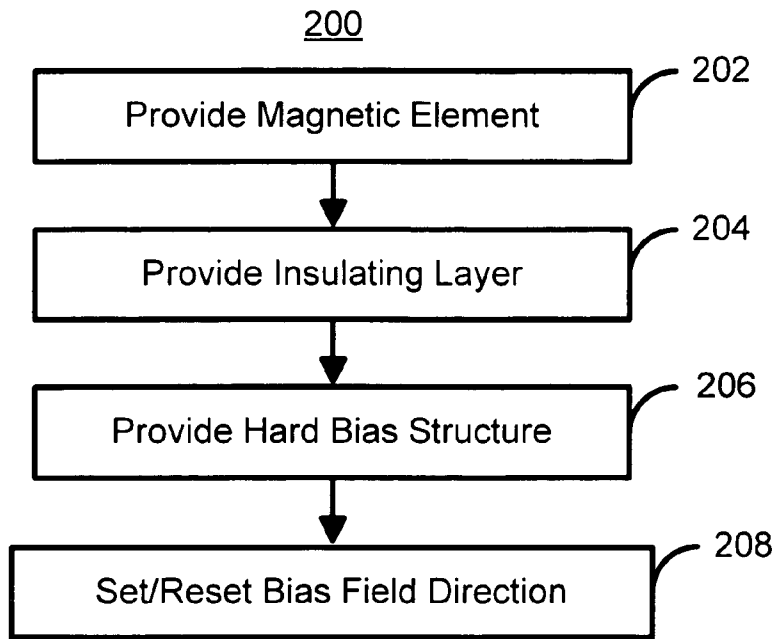 200
202
Provide Magnetic Element
204
Provide Insulating Layer
206
Provide Hard Bias Structure
208
Set/Reset Bias Field Direction